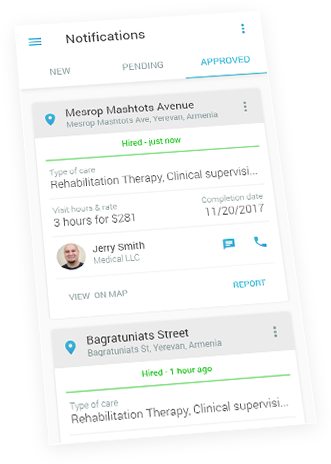 Notifications
NEW PENDING APPROVED
Mesrop Mashtots Avenue
Mesrop Mashtots Ave, Yerevan, Armenia
Hired - just now
Type of care
Rehabilitation Therapy, Clinical supervisi...
Visit hours & rate Completion date
3 hours for $281 11/20/2017
Jerry Smith
Medical LLC
VIEW ON MAP REPORT
Bagratuniats Street
Bagratuniats St, Yerevan, Armenia
Hired - 1 hour ago
Type of care
Rehabilitation Therapy, Clinical supervisi...